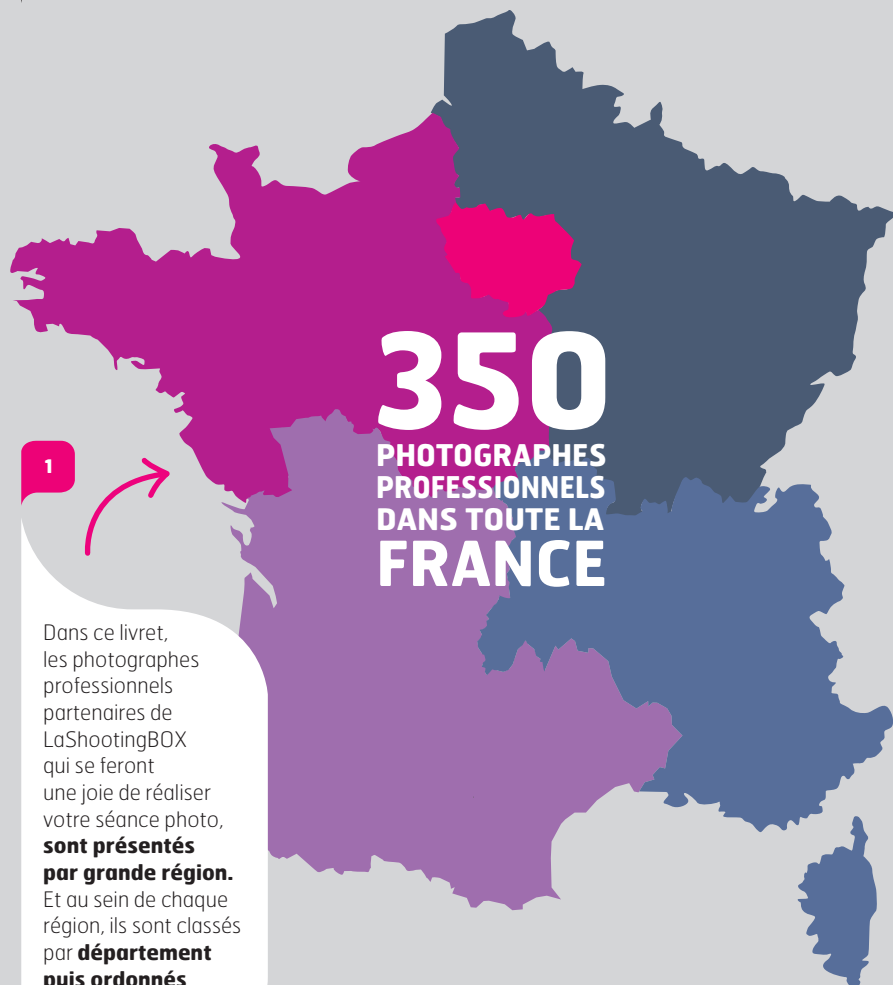 350
PHOTOGRAPHES
PROFESSIONNELS
DANS TOUTE LA
FRANCE
1
Dans ce livret,
les photographes
professionnels
partenaires de
LaShootingBOX
qui se feront
une joie de réaliser
votre séance photo,
sont présentés
par grande région.
Et au sein de chaque
région, ils sont classés
par département
puis ordonnés